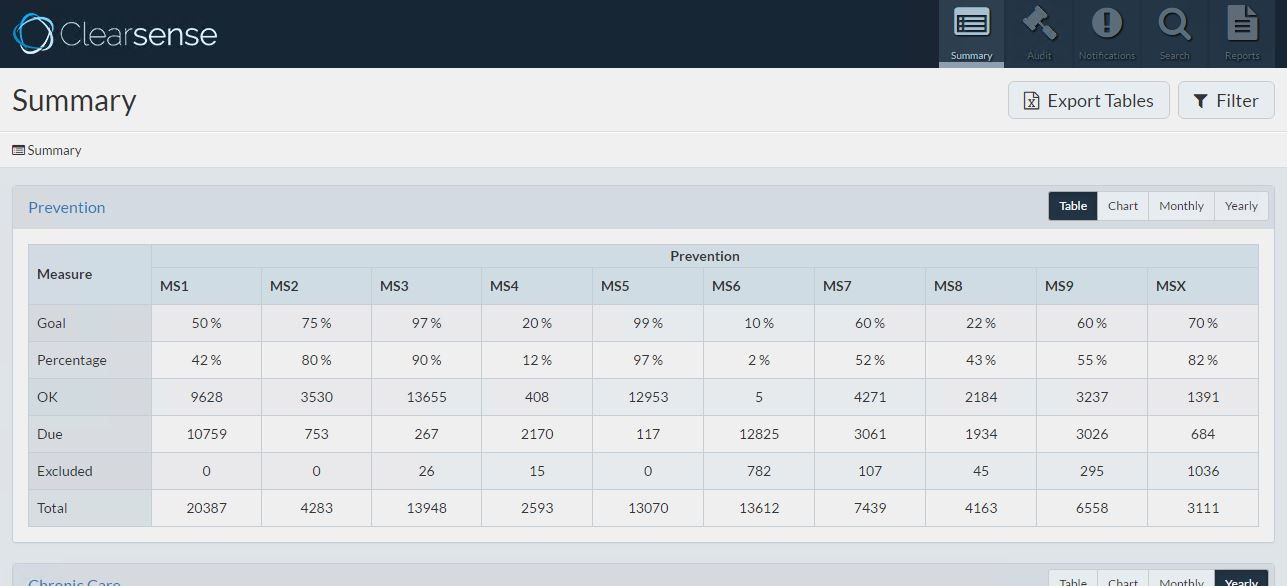 Clearsense
Summary Audit Notifications Search Reports
Summary
Export Tables Filter
Summary
Prevention
Table Chart Monthly Yearly
Measure Prevention
MS1 MS2 MS3 MS4 MS5 MS6 MS7 MS8 MS9 MSX
Goal 50 % 75 % 97 % 20 % 99 % 10 % 60 % 22 % 60 % 70 %
Percentage 42 % 80 % 90 % 12 % 97 % 2 % 52 % 43 % 55 % 82 %
OK 9628 3530 13655 408 12953 5 4271 2184 3237 1391
Due 10759 753 267 2170 117 12825 3061 1934 3026 684
Excluded 0 0 26 15 0 782 107 45 295 1036
Total 20387 4283 13948 2593 13070 13612 7439 4163 6558 3111
Chronic Care
Table Chart Monthly Yearly